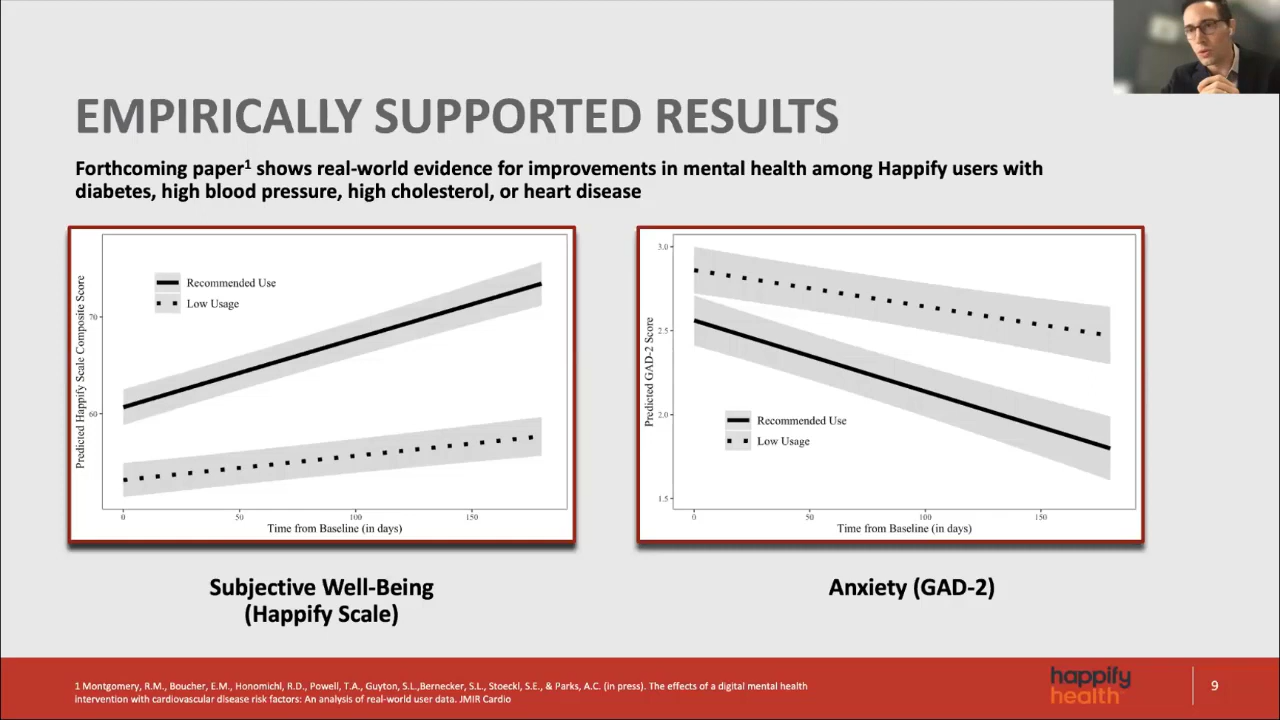 EMPIRICALLY SUPPORTED RESULTS
Forthcoming paper1 shows real-world evidence for improvements in mental health among Happify users with
diabetes, high blood pressure, high cholesterol, or heart disease
Predicted Happify Scale Composite Score
70
60
Recommended Use
Low Usage
0
50
100
150
Time from Baseline (in days)
Subjective Well-Being
(Happify Scale)
Predicted GAD-2 Score
3.0
2.5
2.0
1.5
Recommended Use
Low Usage
0
50
100
150
Time from Baseline (in days)
Anxiety (GAD-2)
1 Montgomery, R.M., Boucher, E.M., Honomichl, R.D., Powell, T.A., Guyton, S.L.,Bernecker, S.L., Stoeckl, S.E., & Parks, A.C. (in press). The effects of a digital mental health
intervention with cardiovascular disease risk factors: An analysis of real-world user data. JMIR Cardio
happify
health
9